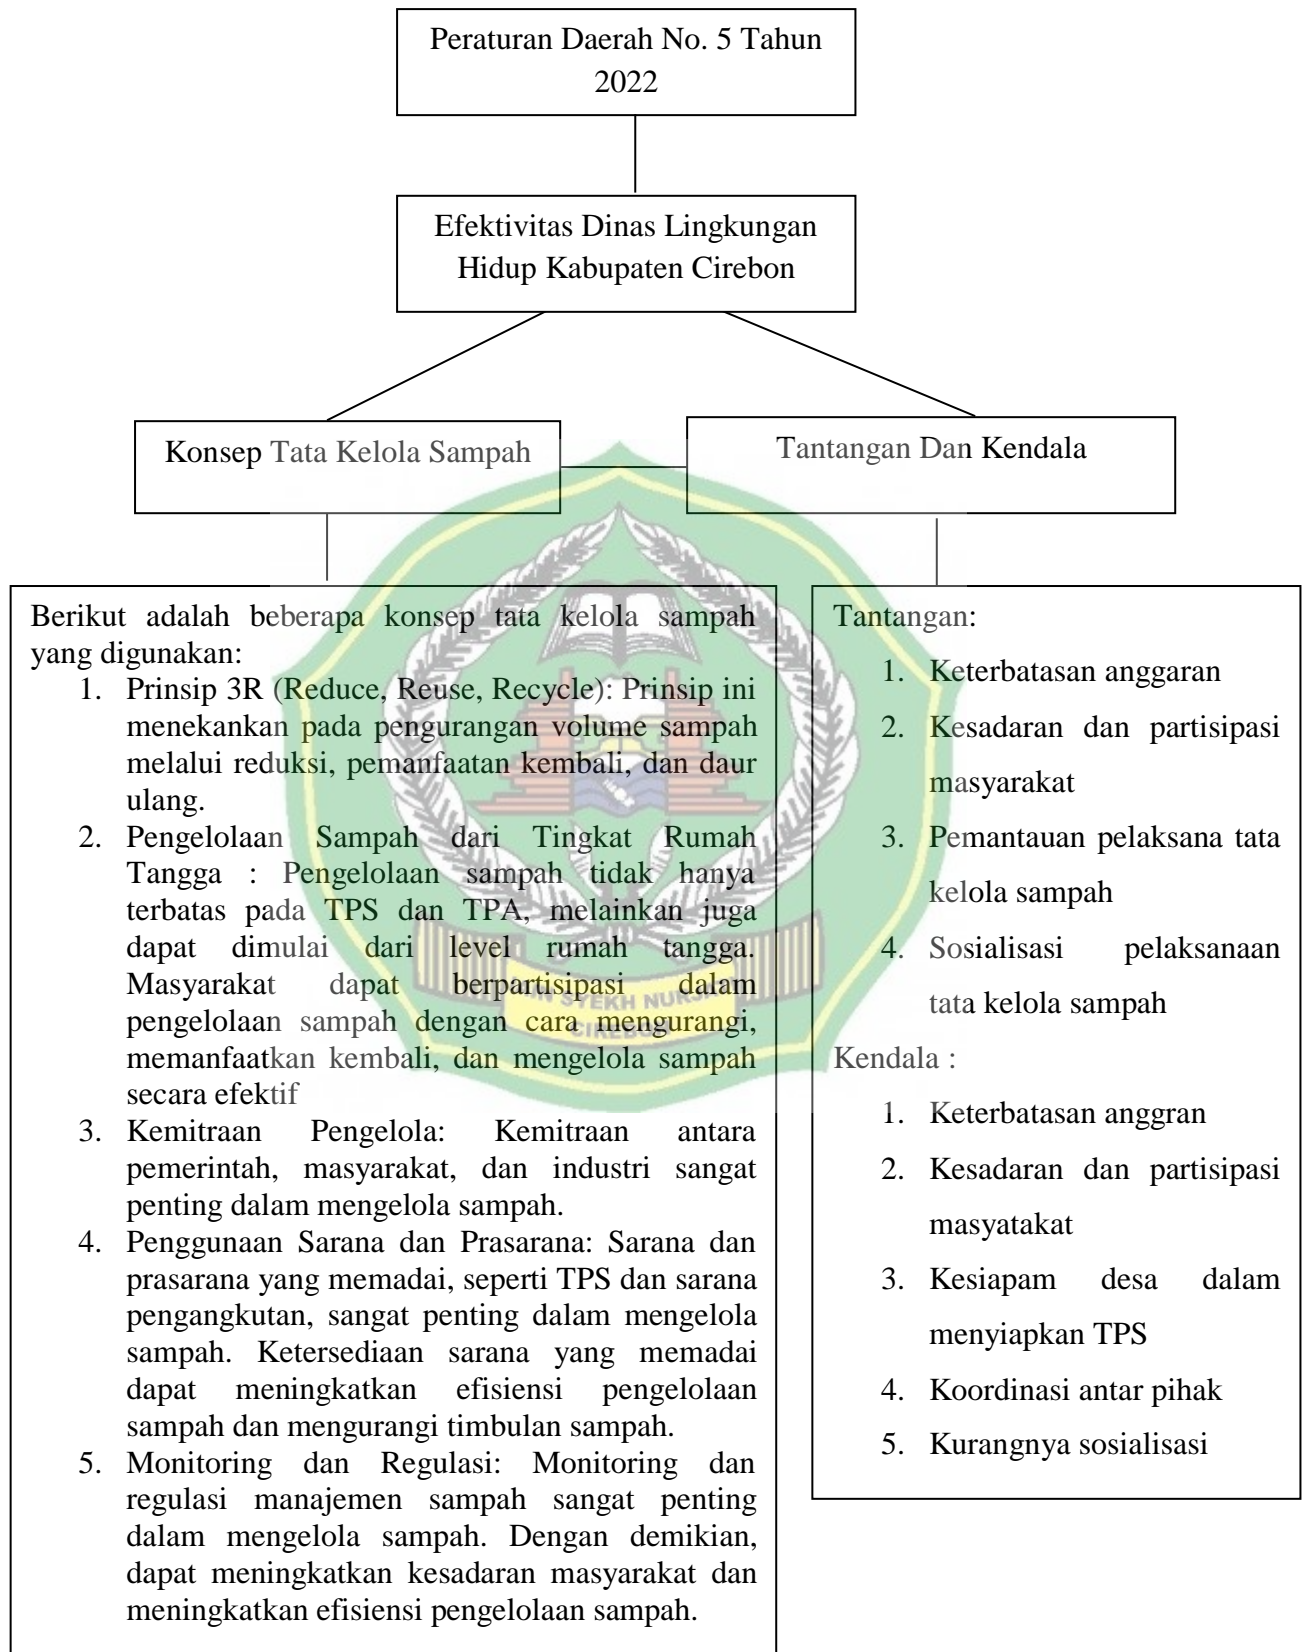 Peraturan Daerah No. 5 Tahun
2022
Efektivitas Dinas Lingkungan
Hidup Kabupaten Cirebon
Konsep Tata Kelola Sampah
Tantangan Dan Kendala
Berikut adalah beberapa konsep tata kelola sampah
yang digunakan:
1. Prinsip 3R (Reduce, Reuse, Recycle): Prinsip ini
menekankan pada pengurangan volume sampah
melalui reduksi, pemanfaatan kembali, dan daur
ulang.
2. Pengelolaan Sampah dari Tingkat Rumah
Tangga : Pengelolaan sampah tidak hanya
terbatas pada TPS dan TPA, melainkan juga
dapat dimulai dari level rumah tangga.
Masyarakat dapat berpartisipasi dalam
pengelolaan sampah dengan cara mengurangi,
memanfaatkan kembali, dan mengelola sampah
secara efektif
3. Kemitraan Pengelola: Kemitraan antara
pemerintah, masyarakat, dan industri sangat
penting dalam mengelola sampah.
4. Penggunaan Sarana dan Prasarana: Sarana dan
prasarana yang memadai, seperti TPS dan sarana
pengangkutan, sangat penting dalam mengelola
sampah. Ketersediaan sarana yang memadai
dapat meningkatkan efisiensi pengelolaan
sampah dan mengurangi timbulan sampah.
5. Monitoring dan Regulasi: Monitoring dan
regulasi manajemen sampah sangat penting
dalam mengelola sampah. Dengan demikian,
dapat meningkatkan kesadaran masyarakat dan
meningkatkan efisiensi pengelolaan sampah.
Tantangan:
1. Keterbatasan anggaran
2. Kesadaran dan partisipasi
masyarakat
3. Pemantauan pelaksana tata
kelola sampah
4. Sosialisasi pelaksanaan
tata kelola sampah
Kendala :
1. Keterbatasan anggran
2. Kesadaran dan partisipasi
masyatakat
3. Kesiapam desa dalam
menyiapkan TPS
4. Koordinasi antar pihak
5. Kurangnya sosialisasi
SYEKH
CIREBON